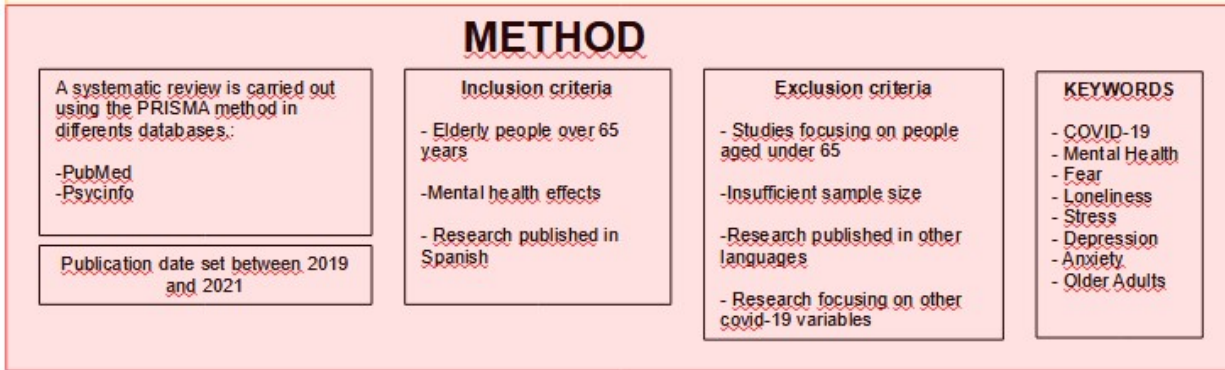 METHOD
A systematic review is carried out
using the PRISMA method in
differents databases,:
-PubMed
-Psycinfo
Publication date set between 2019
and 2021
Inclusion criteria
- Elderly people over 65
years
-Mental health effects
- Research published in
Spanish
Exclusion criteria
- Studies focusing on people
aged under 65
-Insufficient sample size
-Research published in other
languages
- Research focusing on other
covid-19 variables
KEYWORDS
- COVID-19
- Mental Health
- Fear
- Loneliness
- Stress
- Depression
- Anxiety
- Older Adults